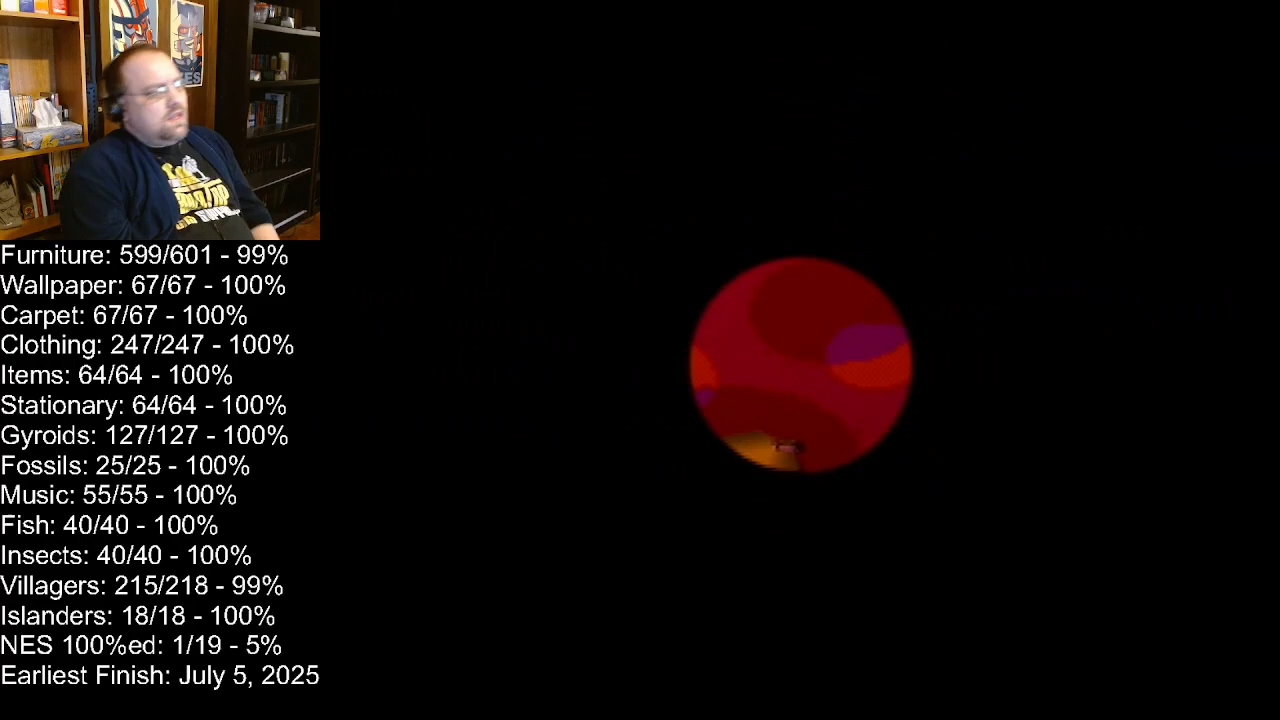 Furniture: 599/601 - 99%
Wallpaper: 67/67 - 100%
Carpet: 67/67 - 100%
Clothing: 247/247 - 100%
Items: 64/64 - 100%
Stationary: 64/64 - 100%
Gyroids: 127/127 - 100%
Fossils: 25/25 - 100%
Music: 55/55 - 100%
Fish: 40/40 - 100%
Insects: 40/40 - 100%
Villagers: 215/218 - 99%
Islanders: 18/18 - 100%
NES 100%ed: 1/19 - 5%
Earliest Finish: July 5, 2025